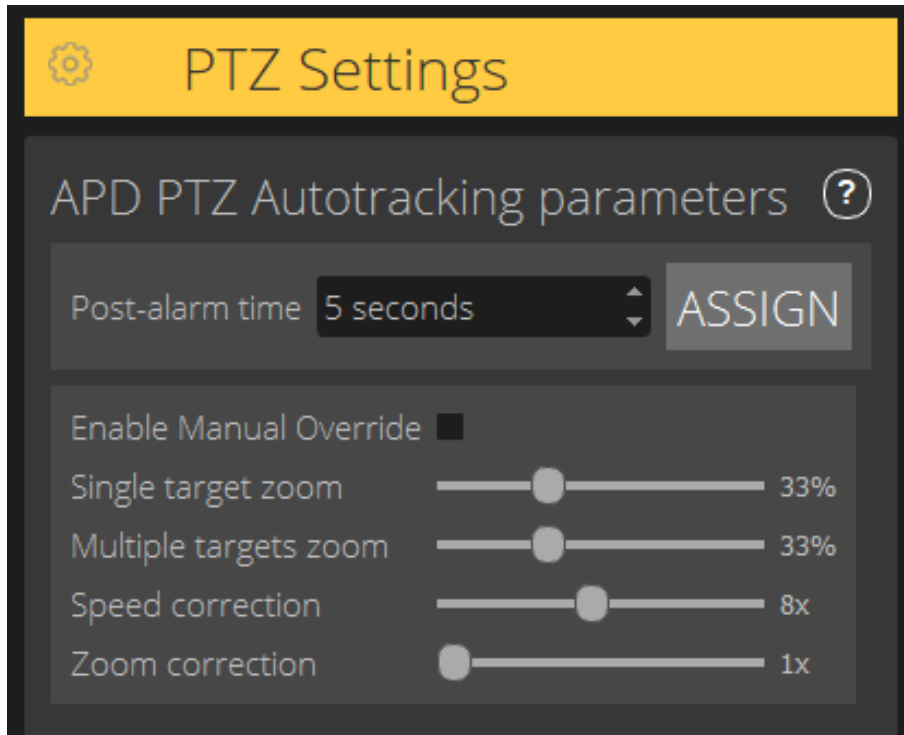 PTZ Settings
APD PTZ Autotracking parameters ?
Post-alarm time 5 seconds ASSIGN
Enable Manual Override
Single target zoom 33%
Multiple targets zoom 33%
Speed correction 8x
Zoom correction 1x